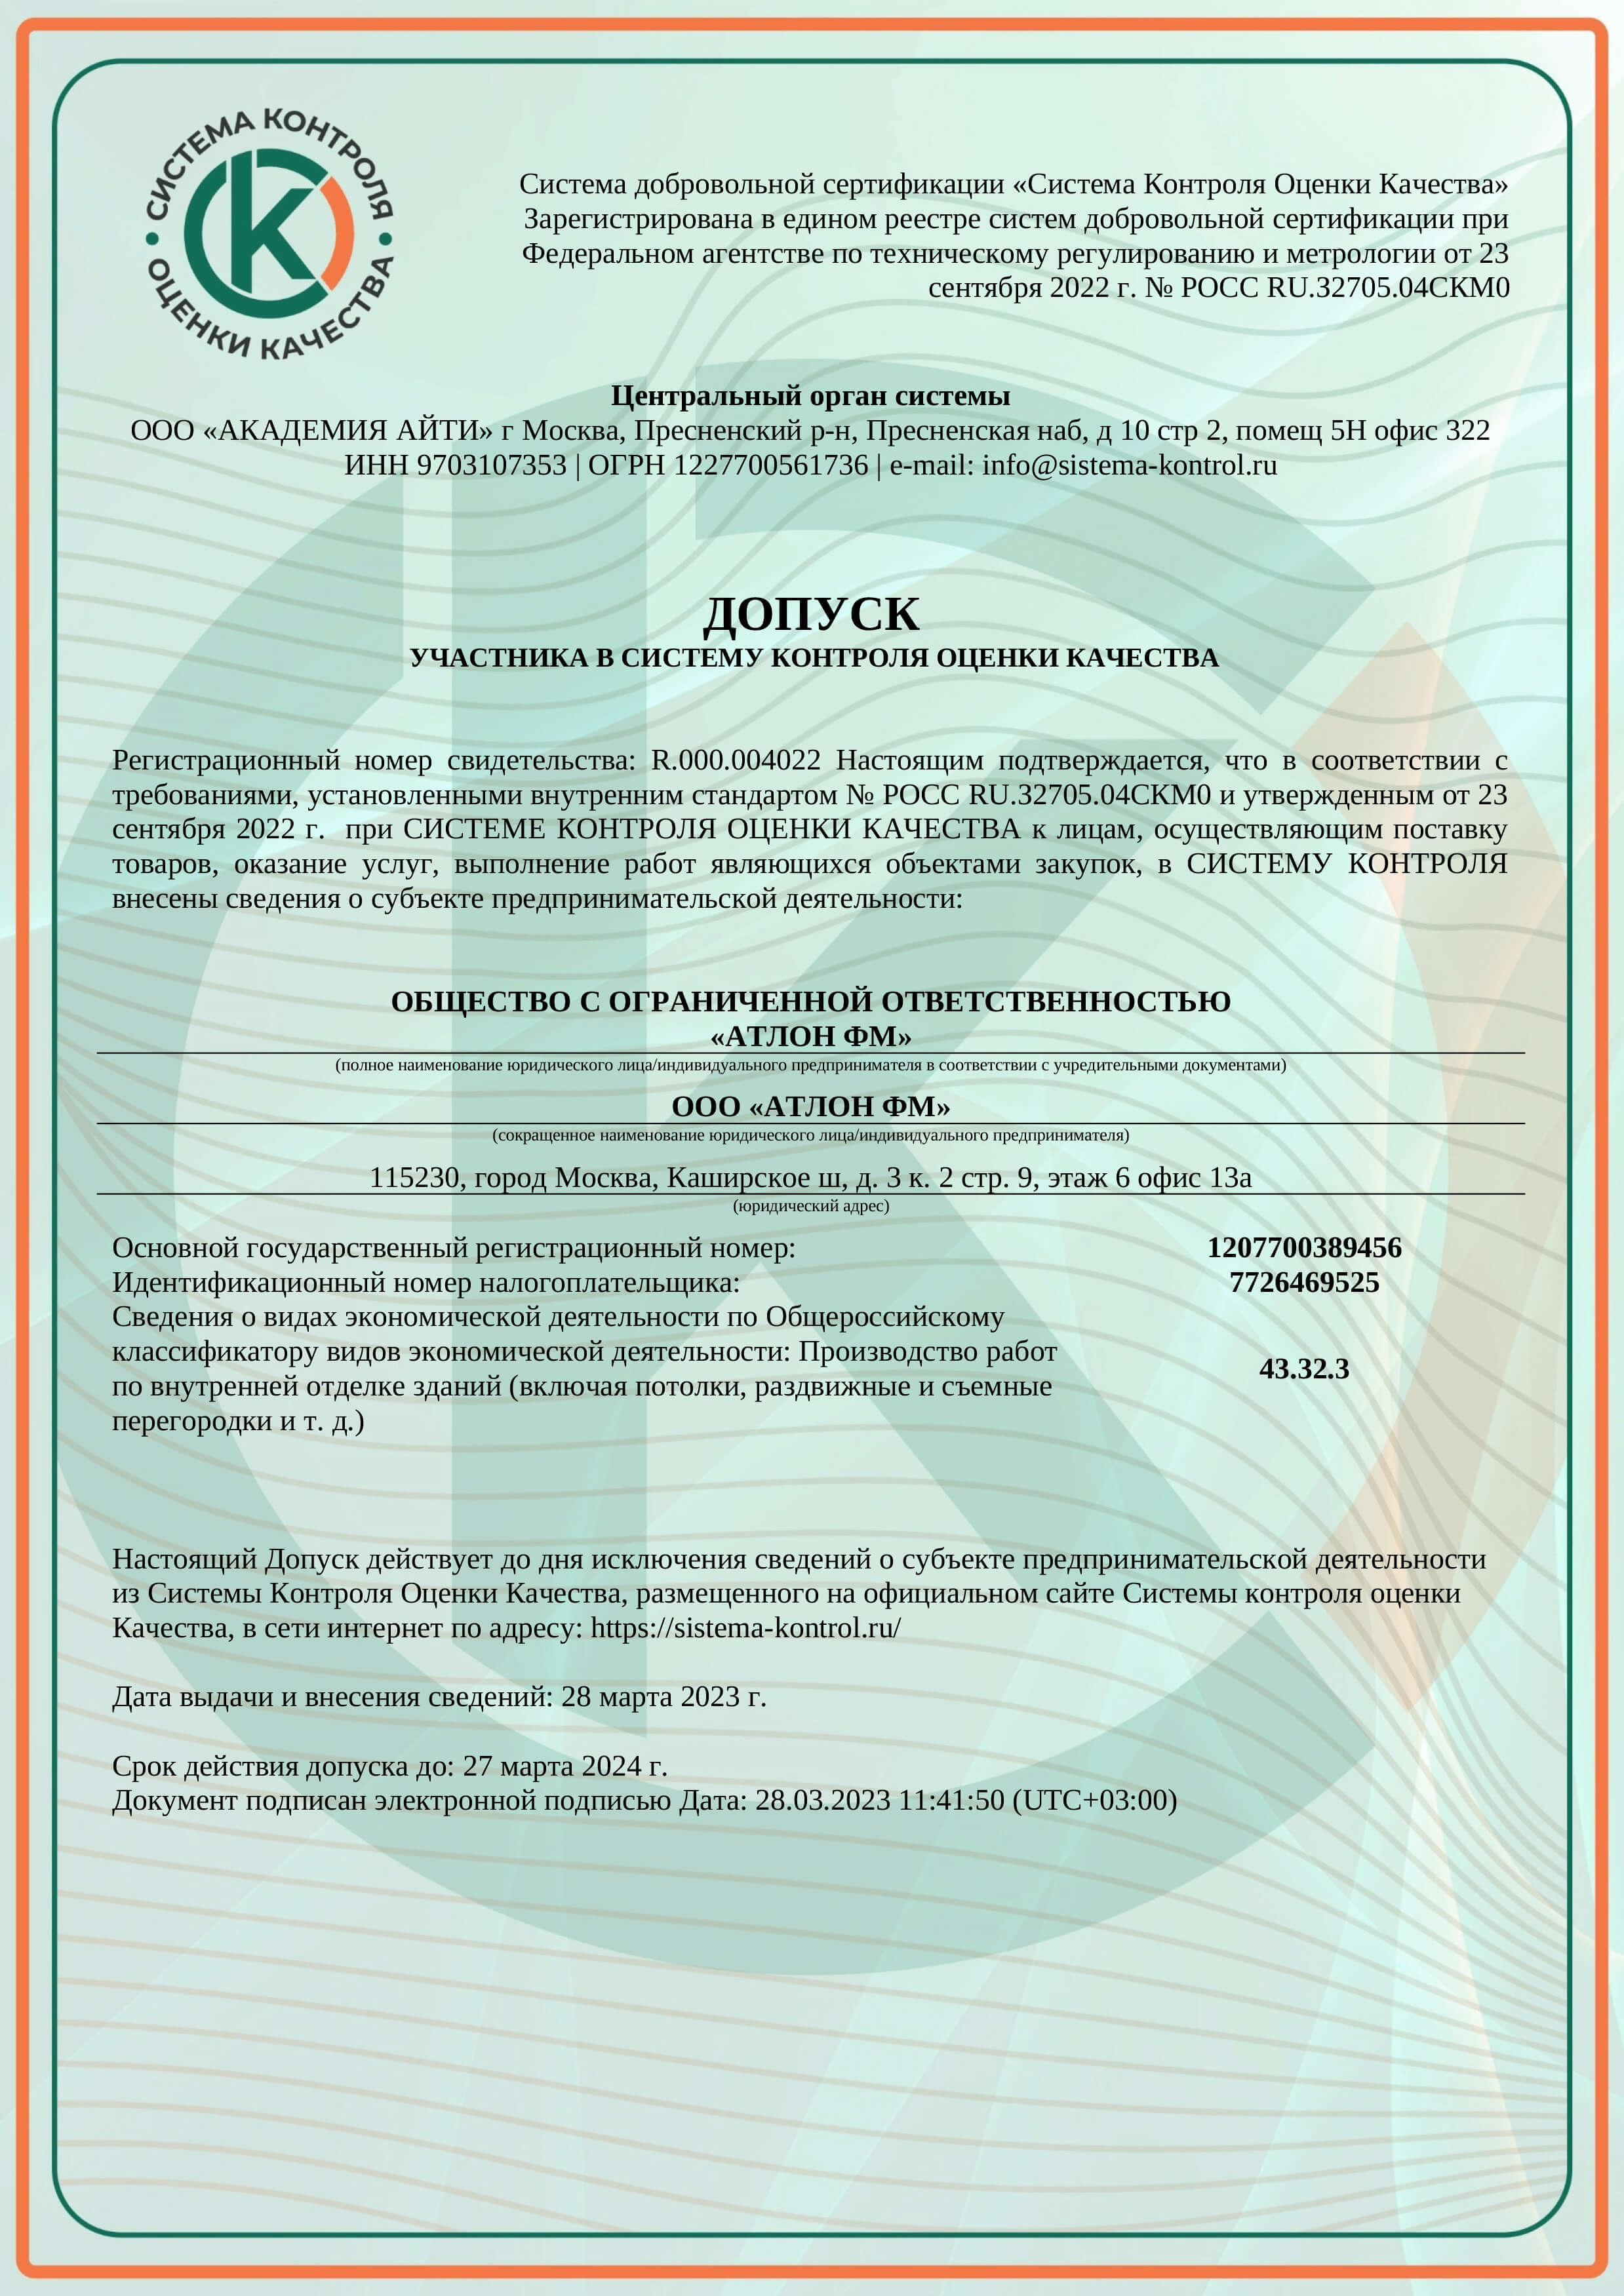 СИСТЕМА КОНТРОЛЯ
ОЦЕНКИ КАЧЕСТВА
Система добровольной сертификации «Система Контроля Оценки Качества»
Зарегистрирована в едином реестре систем добровольной сертификации при
Федеральном агентстве по техническому регулированию и метрологии от 23
сентября 2022 г. № РОСС RU.32705.04СКМ0
Центральный орган системы
ООО «АКАДЕМИЯ АЙТИ» г Москва, Пресненский р-н, Пресненская наб, д 10 стр 2, помещ 5Н офис 322
ИНН 9703107353 | ОГРН 1227700561736 | e-mail: info@sistema-kontrol.ru
ДОПУСК
УЧАСТНИКА В СИСТЕМУ КОНТРОЛЯ ОЦЕНКИ КАЧЕСТВА
Регистрационный номер свидетельства: R.000.004022 Настоящим подтверждается, что в соответствии с
требованиями, установленными внутренним стандартом № РОСС RU.32705.04СКМ0 и утвержденным от 23
сентября 2022 г. при СИСТЕМЕ КОНТРОЛЯ ОЦЕНКИ КАЧЕСТВА к лицам, осуществляющим поставку
товаров, оказание услуг, выполнение работ являющихся объектами закупок, в СИСТЕМУ КОНТРОЛЯ
внесены сведения о субъекте предпринимательской деятельности:
ОБЩЕСТВО С ОГРАНИЧЕННОЙ ОТВЕТСТВЕННОСТЬЮ
«АТЛОН ФМ»
(полное наименование юридического лица/индивидуального предпринимателя в соответствии с учредительными документами)
ООО «АТЛОН ФМ»
(сокращенное наименование юридического лица/индивидуального предпринимателя)
115230, город Москва, Каширское ш, д. 3 к. 2 стр. 9, этаж 6 офис 13а
(юридический адрес)
Основной государственный регистрационный номер: 1207700389456
Идентификационный номер налогоплательщика: 7726469525
Сведения о видах экономической деятельности по Общероссийскому
классификатору видов экономической деятельности: Производство работ
по внутренней отделке зданий (включая потолки, раздвижные и съемные
перегородки и т. д.)
43.32.3
Настоящий Допуск действует до дня исключения сведений о субъекте предпринимательской деятельности
из Системы Контроля Оценки Качества, размещенного на официальном сайте Системы контроля оценки
Качества, в сети интернет по адресу: https://sistema-kontrol.ru/
Дата выдачи и внесения сведений: 28 марта 2023 г.
Срок действия допуска до: 27 марта 2024 г.
Документ подписан электронной подписью Дата: 28.03.2023 11:41:50 (UTC+03:00)